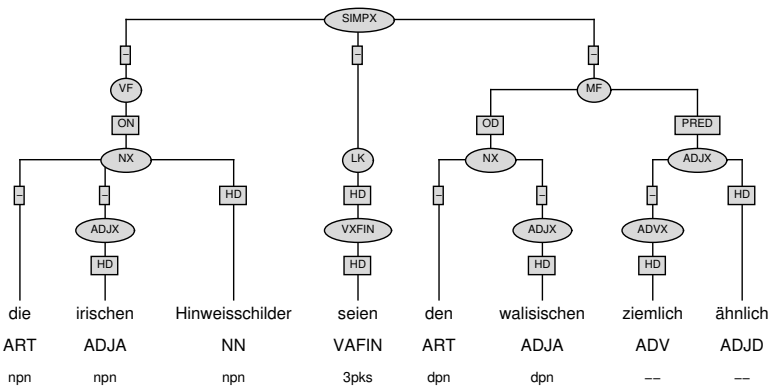 SIMPX
– – –
VF MF
ON OD PRED
NX LK NX ADJX
– – HD HD – – – HD
ADJX VXFIN ADJX ADVX
HD HD HD HD
die irischen Hinweisschilder seien den walisischen ziemlich ähnlich
ART ADJA NN VAFIN ART ADJA ADV ADJD
npn npn npn 3pks dpn dpn –– ––